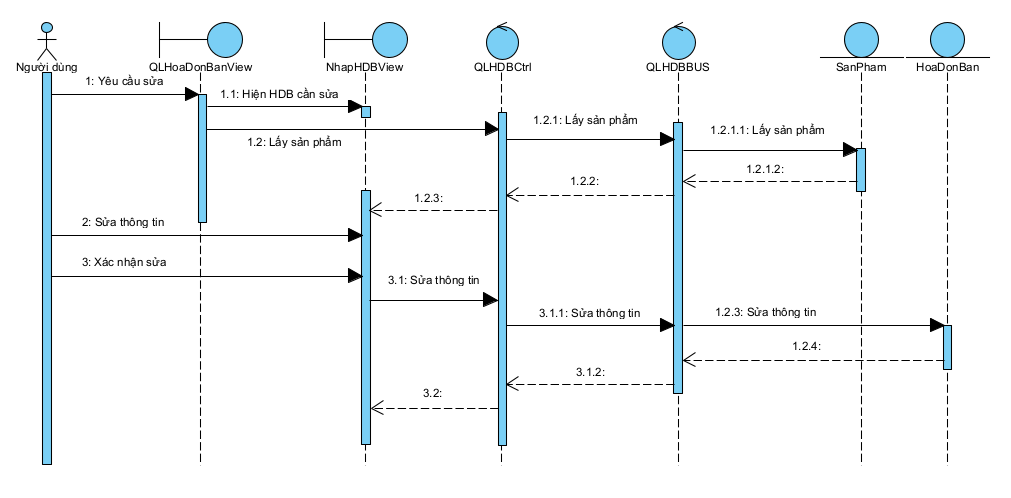 Người dùng
QLHoaDonBanView
NhapHDBView
QLHDBCtrl
QLHDBBUS
SanPham
HoaDonBan
1: Yêu cầu sửa
1.1: Hiện HDB cần sửa
1.2: Lấy sản phẩm
1.2.1: Lấy sản phẩm
1.2.1.1: Lấy sản phẩm
1.2.1.2:
1.2.2:
1.2.3:
2: Sửa thông tin
3: Xác nhận sửa
3.1: Sửa thông tin
3.1.1: Sửa thông tin
1.2.3: Sửa thông tin
1.2.4:
3.1.2:
3.2: